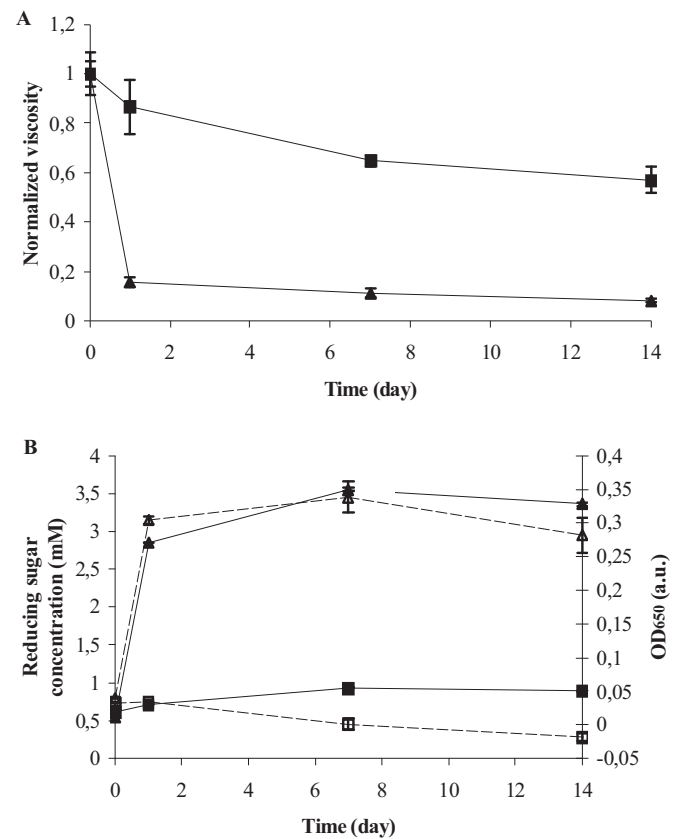 A
1,2
1
0,8
0,6
0,4
0,2
0
Normalized viscosity
0 2 4 6 8 10 12 14
Time (day)
B
4
3,5
3
2,5
2
1,5
1
0,5
0
Reducing sugar
concentration (mM)
0,4
0,35
0,3
0,25
0,2
0,15
0,1
0,05
0
-0,05
OD650 (a.u.)
0 2 4 6 8 10 12 14
Time (day)